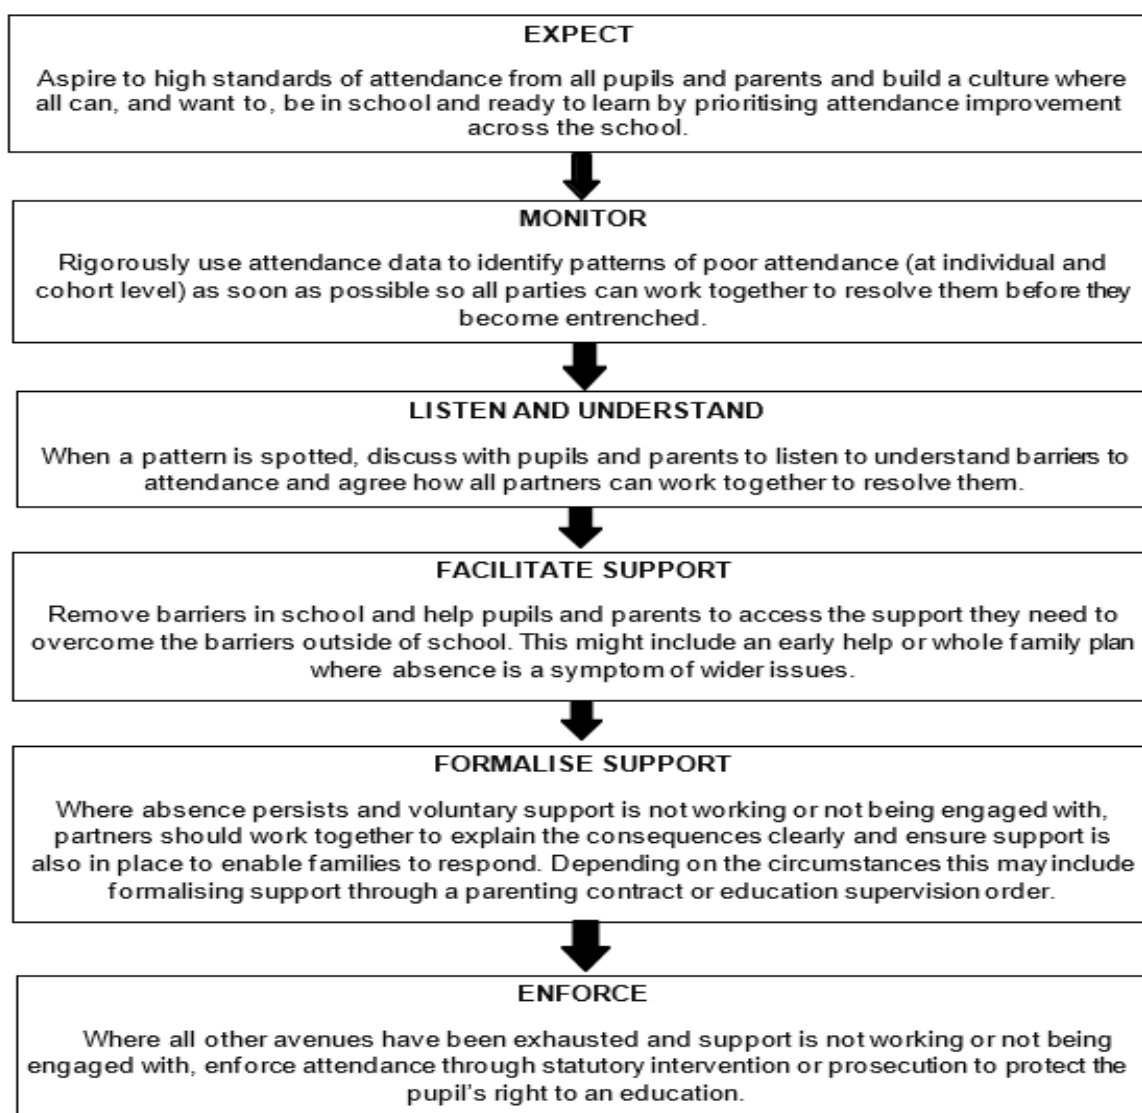 EXPECT
Aspire to high standards of attendance from all pupils and parents and build a culture where
all can, and want to, be in school and ready to learn by prioritising attendance improvement
across the school.
MONITOR
Rigorously use attendance data to identify patterns of poor attendance (at individual and
cohort level) as soon as possible so all parties can work together to resolve them before they
become entrenched.
LISTEN AND UNDERSTAND
When a pattern is spotted, discuss with pupils and parents to listen to understand barriers to
attendance and agree how all partners can work together to resolve them.
FACILITATE SUPPORT
Remove barriers in school and help pupils and parents to access the support they need to
overcome the barriers outside of school. This might include an early help or whole family plan
where absence is a symptom of wider issues.
FORMALISE SUPPORT
Where absence persists and voluntary support is not working or not being engaged with,
partners should work together to explain the consequences clearly and ensure support is
also in place to enable families to respond. Depending on the circumstances this may include
formalising support through a parenting contract or education supervision order.
ENFORCE
Where all other avenues have been exhausted and support is not working or not being
engaged with, enforce attendance through statutory intervention or prosecution to protect the
pupil's right to an education.